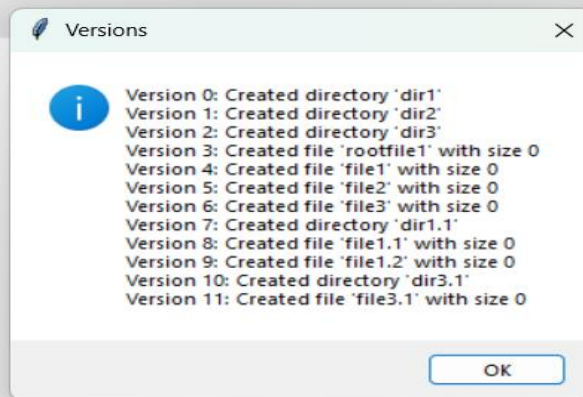 Versions
Version 0: Created directory 'dir1'
Version 1: Created directory 'dir2'
Version 2: Created directory 'dir3'
Version 3: Created file 'rootfile1' with size 0
Version 4: Created file 'file1' with size 0
Version 5: Created file 'file2' with size 0
Version 6: Created file 'file3' with size 0
Version 7: Created directory 'dir1.1'
Version 8: Created file 'file1.1' with size 0
Version 9: Created file 'file1.2' with size 0
Version 10: Created directory 'dir3.1'
Version 11: Created file 'file3.1' with size 0
OK